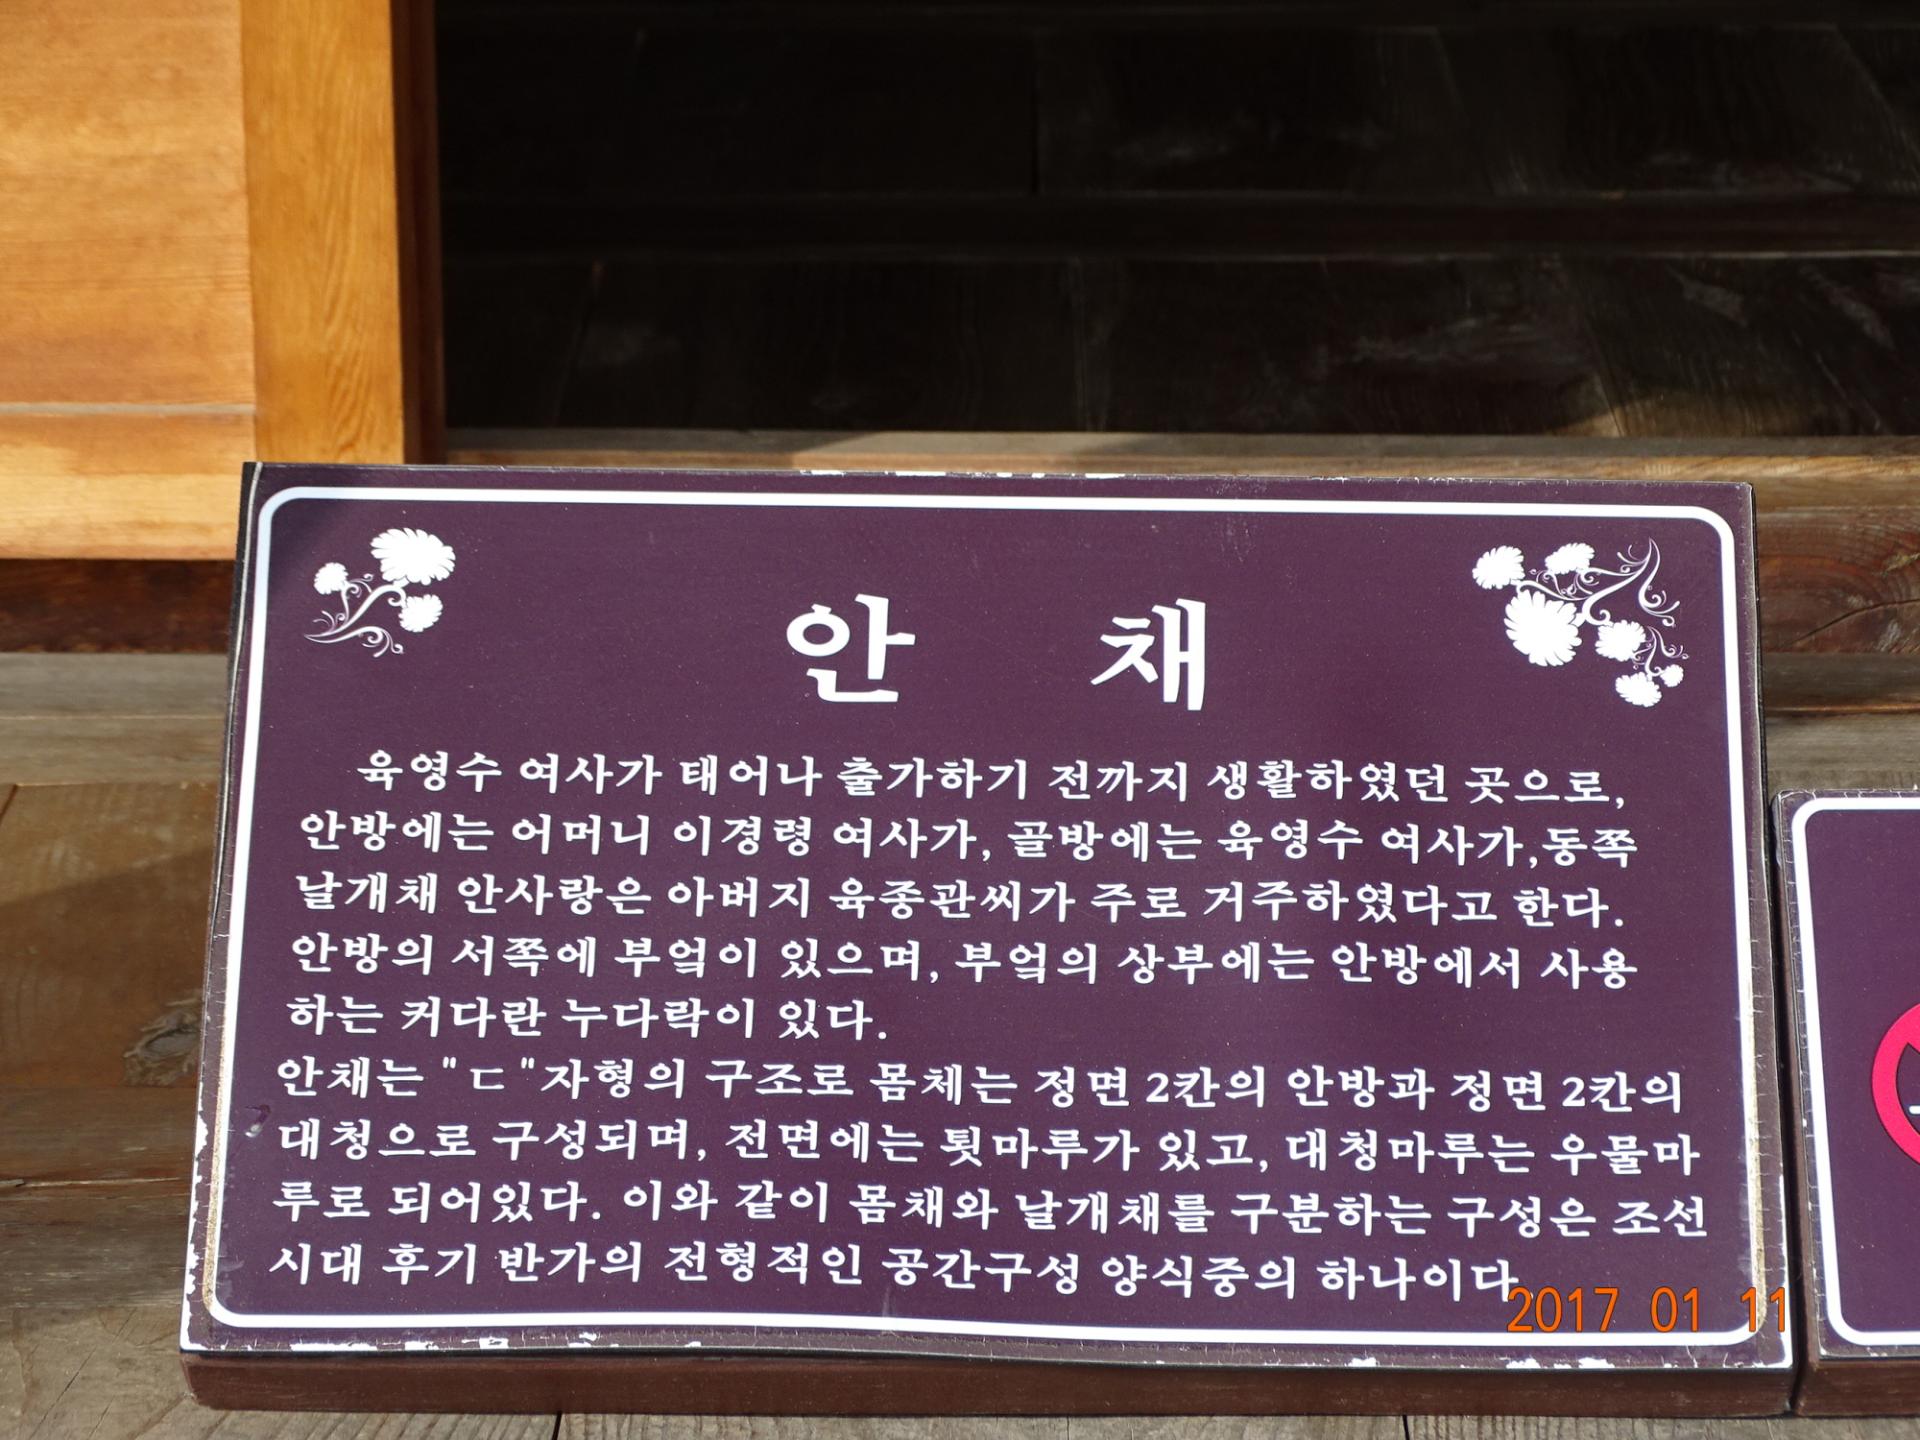 안 채
육영수 여사가 태어나 출가하기 전까지 생활하였던 곳으로,
안방에는 어머니 이경령 여사가, 골방에는 육영수 여사가,동쪽
날개채 안사랑은 아버지 육종관씨가 주로 거주하였다고 한다.
안방의 서쪽에 부엌이 있으며, 부엌의 상부에는 안방에서 사용
하는 커다란 누다락이 있다.
안채는 "ㄷ"자형의 구조로 몸체는 정면 2칸의 안방과 정면 2칸의
대청으로 구성되며, 전면에는 툇마루가 있고, 대청마루는 우물마
루로 되어있다. 이와 같이 몸채와 날개채를 구분하는 구성은 조선
시대 후기 반가의 전형적인 공간구성 양식중의 하나이다
2017 01 11